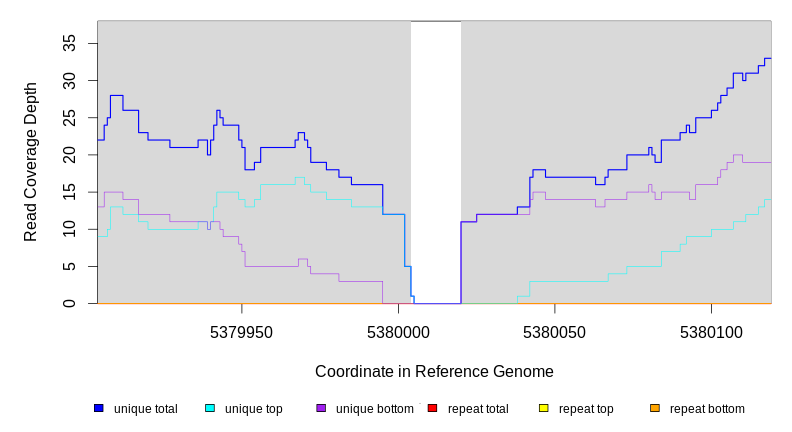 Read Coverage Depth
35
30
25
20
15
10
5
0
5379950 5380000 5380050 5380100
Coordinate in Reference Genome
unique total unique top unique bottom repeat total repeat top repeat bottom